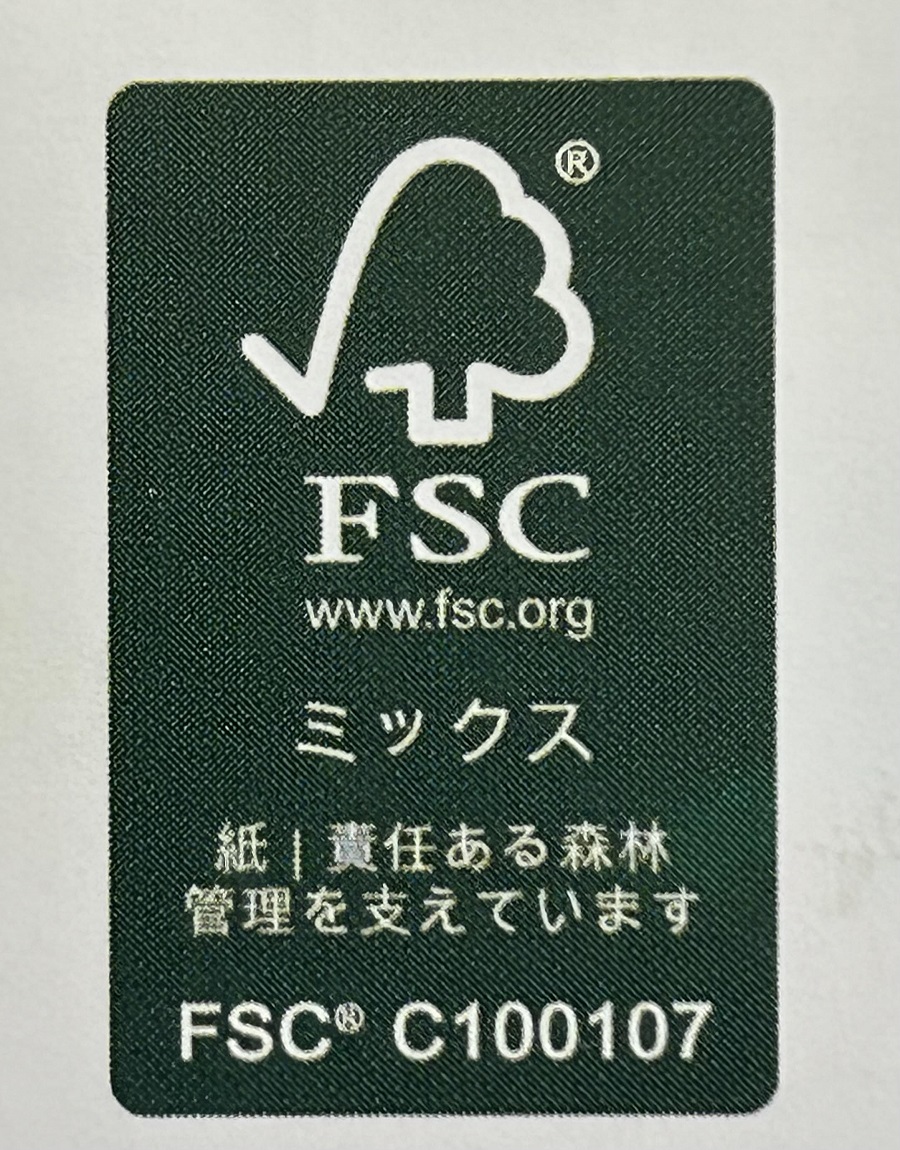 ®
FSC
www.fsc.org
ミックス
紙 | 責任ある森林
管理を支えています
FSC® C100107